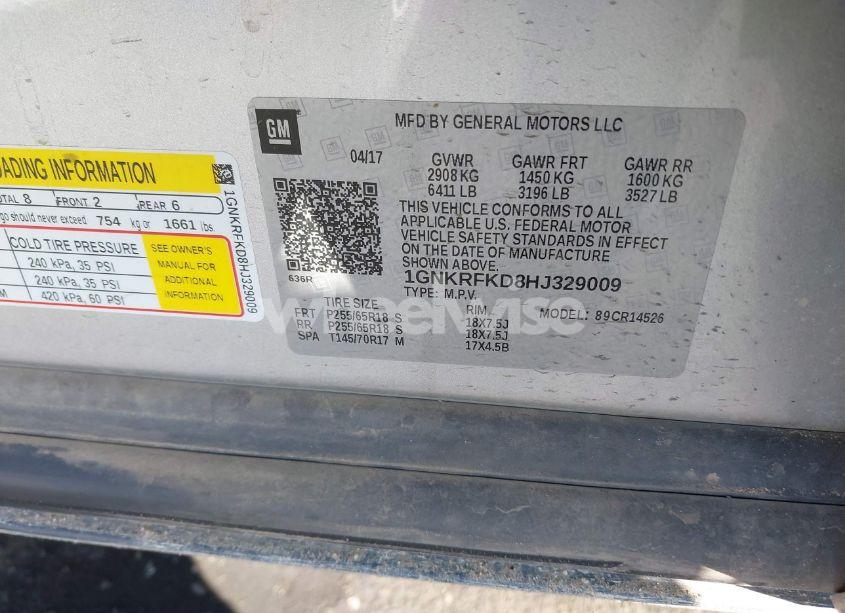 OADING INFORMATION
OTAL 8 FRONT 2 REAR 6
go should never exceed 754 kg or 1661 lbs.
COLD TIRE PRESSURE
240 kPa, 35 PSI
240 kPa, 35 PSI
M 420 kPa, 60 PSI
SEE OWNER'S
MANUAL FOR
ADDITIONAL
INFORMATION
1GNKRFKD8HJ329009
GM
MFD BY GENERAL MOTORS LLC
04/17 GVWR GAWR FRT GAWR RR
2908 KG 1450 KG 1600 KG
6411 LB 3196 LB 3527 LB
THIS VEHICLE CONFORMS TO ALL
APPLICABLE U.S. FEDERAL MOTOR
VEHICLE SAFETY STANDARDS IN EFFECT
ON THE DATE OF MANUFACTURE
SHOWN ABOVE.
636R
1GNKRFKD8HJ329009
TYPE: M.P.V.
TIRE SIZE RIM MODEL: 89CR14526
FRT P255/65R18 S 18X7.5J
RR P255/65R18 S 18X7.5J
SPA T145/70R17 M 17X4.5B